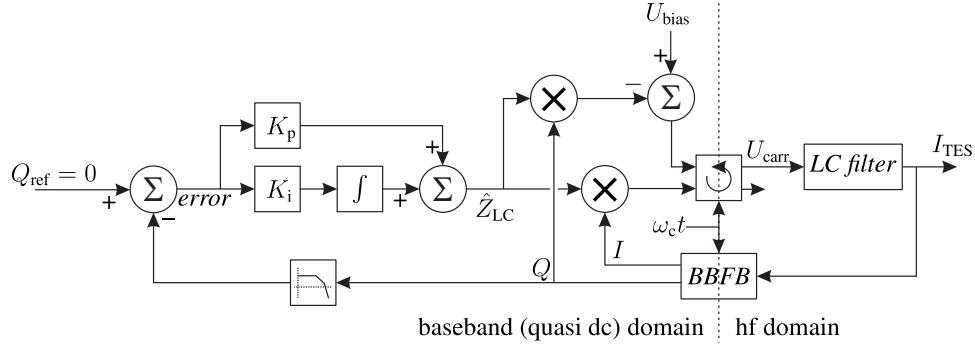 U_bias
+
−
Σ
K_p
+
Q_ref = 0
+
Σ
−
error
K_i
∫
+
Σ
Ẑ_LC
×
×
U_carr
LC filter
I_TES
ω_c t
I
Q
BBFB
baseband (quasi dc) domain
hf domain